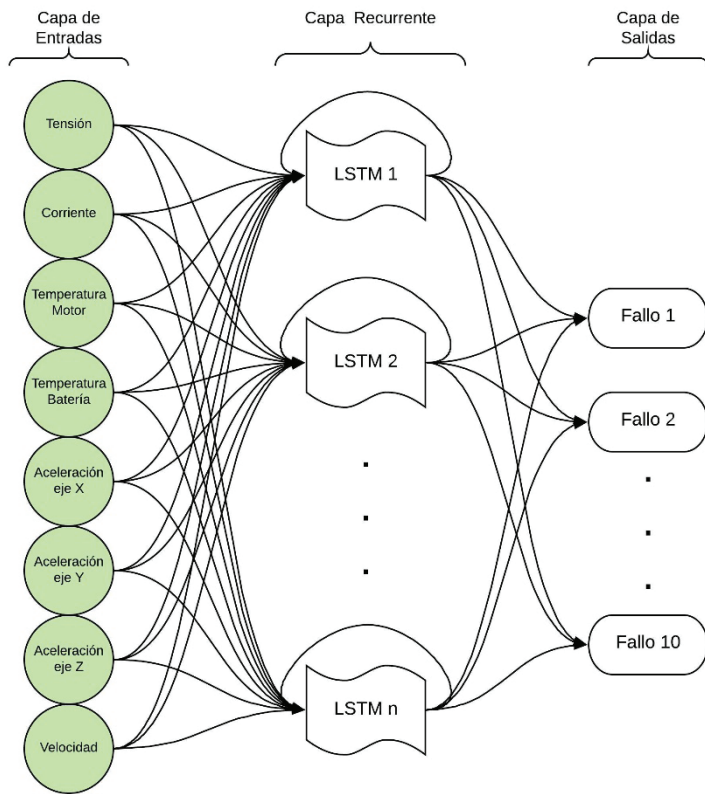 Capa de
Entradas
Capa Recurrente
Capa de
Salidas
Tensión
Corriente
Temperatura
Motor
Temperatura
Batería
Aceleración
eje X
Aceleración
eje Y
Aceleración
eje Z
Velocidad
LSTM 1
LSTM 2
.
.
.
LSTM n
Fallo 1
Fallo 2
.
.
.
Fallo 10